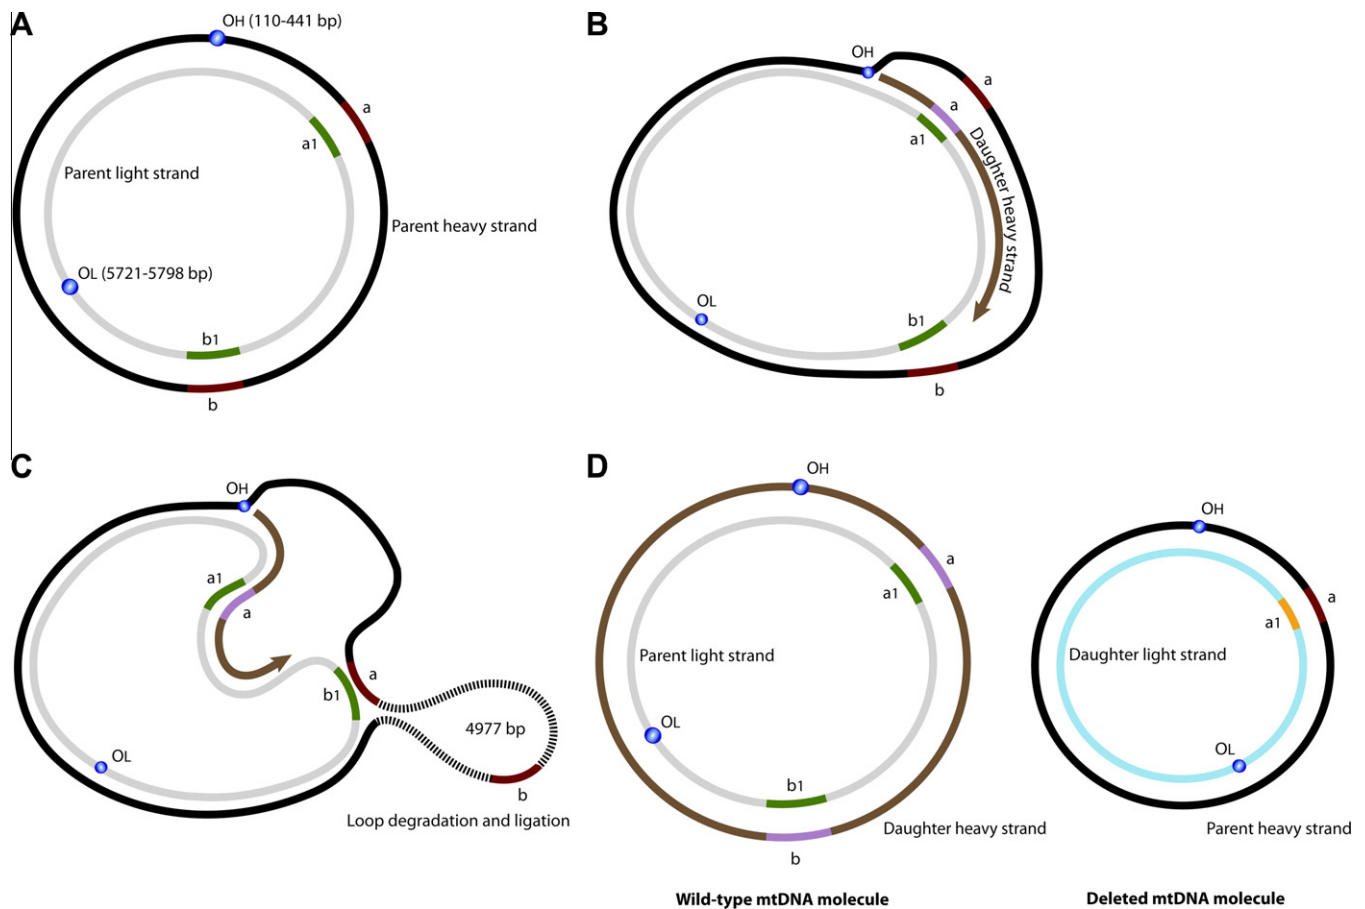 A
OH (110-441 bp)
a
a1
Parent light strand
Parent heavy strand
OL (5721-5798 bp)
b1
b
B
OH
a
a
a1
Daughter heavy strand
OL
b1
b
C
OH
a1
a
a
b1
4977 bp
OL
b
Loop degradation and ligation
D
OH
a
a1
Parent light strand
OL
b1
Daughter heavy strand
b
Wild-type mtDNA molecule
OH
a
a1
Daughter light strand
OL
Parent heavy strand
Deleted mtDNA molecule